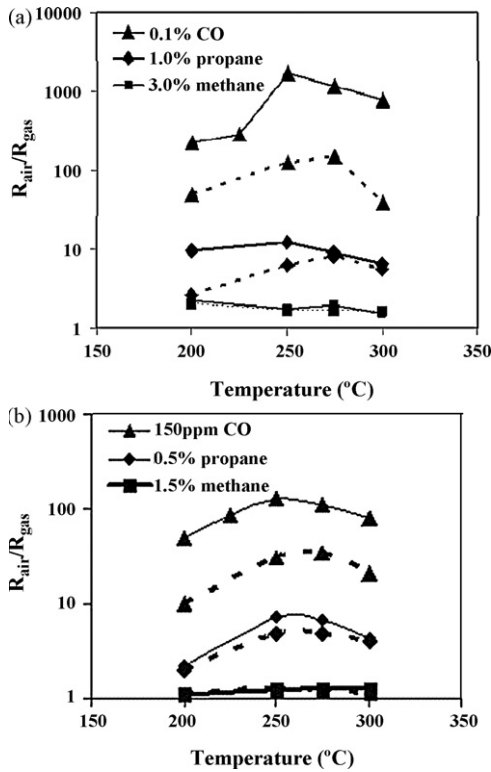 (a)
10000
1000
100
10
1
0.1% CO
1.0% propane
3.0% methane
Rair/Rgas
150 200 250 300 350
Temperature (ºC)
(b)
1000
100
10
1
150ppm CO
0.5% propane
1.5% methane
Rair/Rgas
150 200 250 300 350
Temperature (ºC)